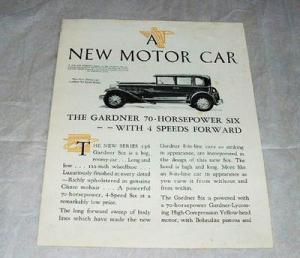 A
NEW MOTOR CAR
THE GARDNER 70-HORSEPOWER SIX
-- WITH 4 SPEEDS FORWARD
THE NEW SERIES 136
Gardner Six is a big,
roomy car... Long and
low... 122-inch wheelbase
Luxuriously finished in every detail
—Richly upholstered in genuine
Chase mohair... A powerful
70-horsepower, 4-Speed Six at a
remarkably low price.
The long forward sweep of body
lines which have made the new
Gardner 8-in-line cars so striking
in appearance, are incorporated in
the design of this new Six. The
hood is high and long. More like
an 8-in-line car in appearance as
you view it from without and
from within.
The Gardner is powered with a
70-horsepower Gardner-Lycoming
High-Compression Yellow-head
motor, with Bohnalite pistons and